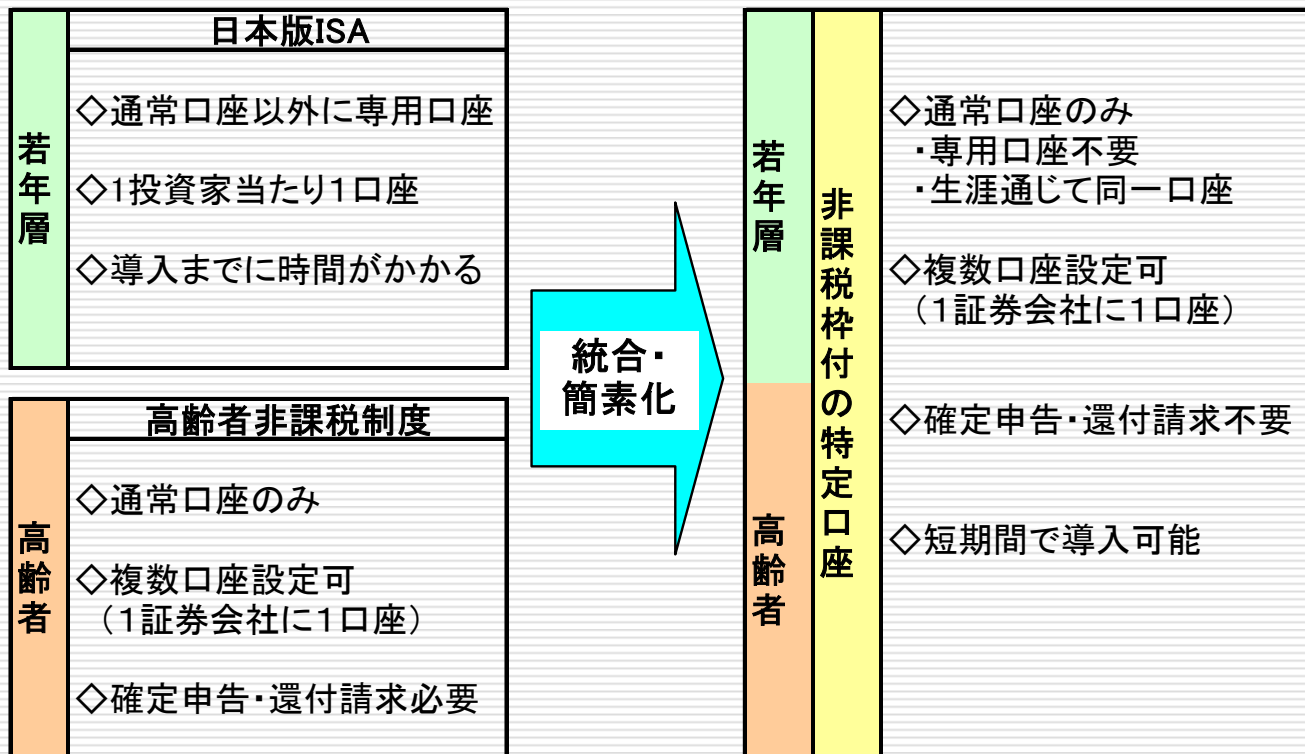 若年層
日本版ISA
◇通常口座以外に専用口座
◇1投資家当たり1口座
◇導入までに時間がかかる
高齢者
高齢者非課税制度
◇通常口座のみ
◇複数口座設定可
（１証券会社に１口座）
◇確定申告・還付請求必要
統合・
簡素化
若年層
高齢者
非課税枠付の特定口座
◇通常口座のみ
・専用口座不要
・生涯通じて同一口座
◇複数口座設定可
（１証券会社に１口座）
◇確定申告・還付請求不要
◇短期間で導入可能